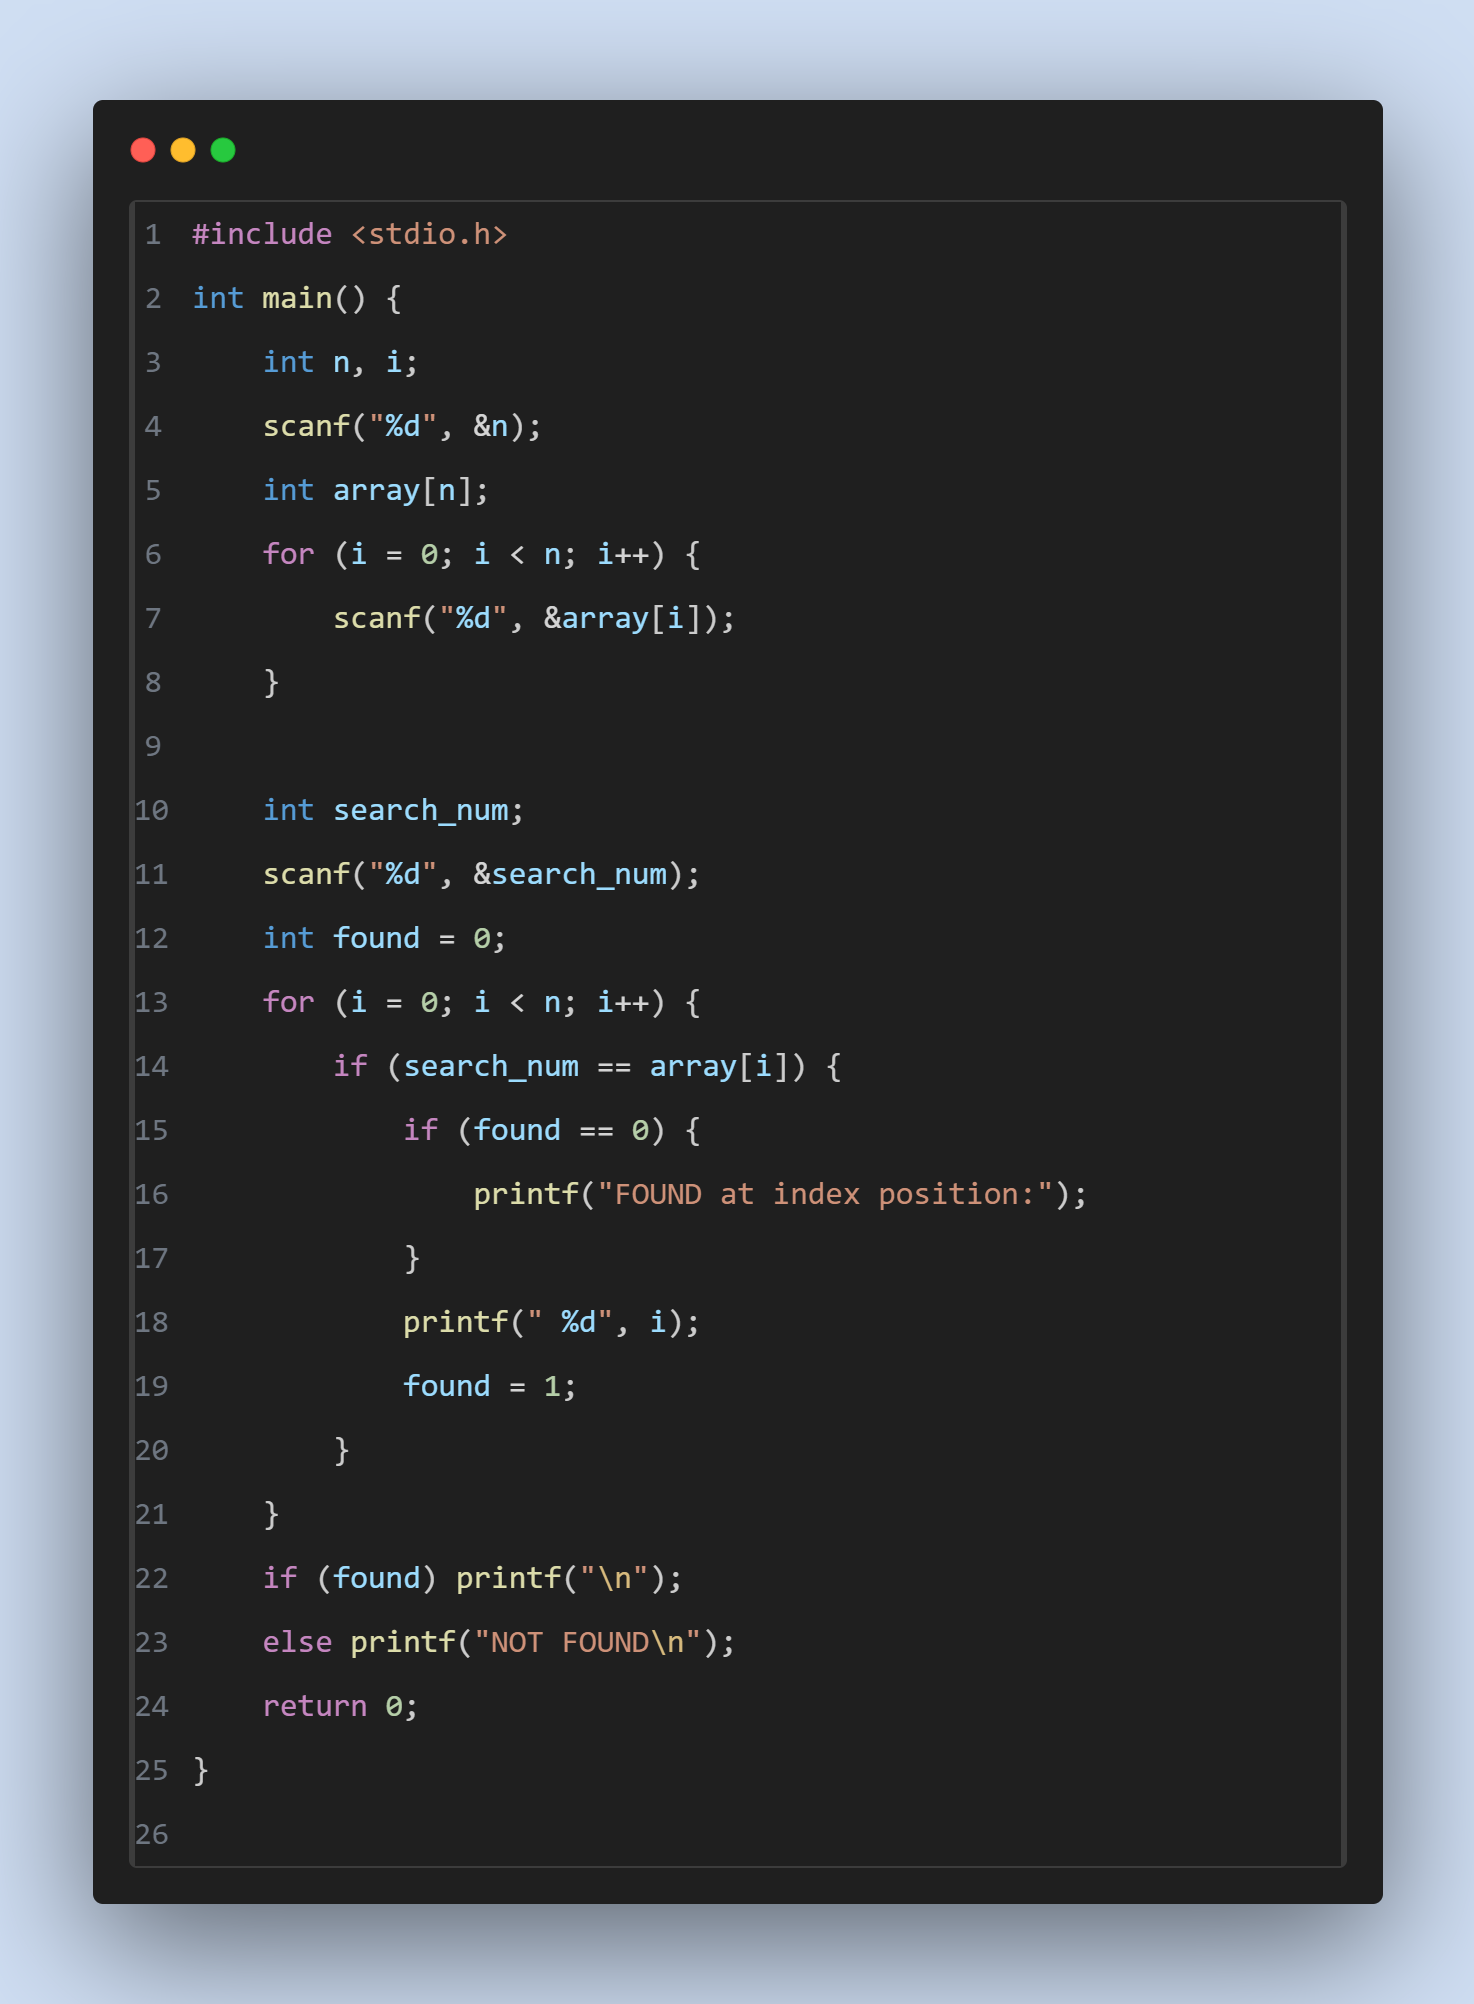 1 #include <stdio.h>
2 int main() {
3     int n, i;
4     scanf("%d", &n);
5     int array[n];
6     for (i = 0; i < n; i++) {
7         scanf("%d", &array[i]);
8     }
9
10     int search_num;
11     scanf("%d", &search_num);
12     int found = 0;
13     for (i = 0; i < n; i++) {
14         if (search_num == array[i]) {
15             if (found == 0) {
16                 printf("FOUND at index position:");
17             }
18             printf(" %d", i);
19             found = 1;
20         }
21     }
22     if (found) printf("\n");
23     else printf("NOT FOUND\n");
24     return 0;
25 }
26